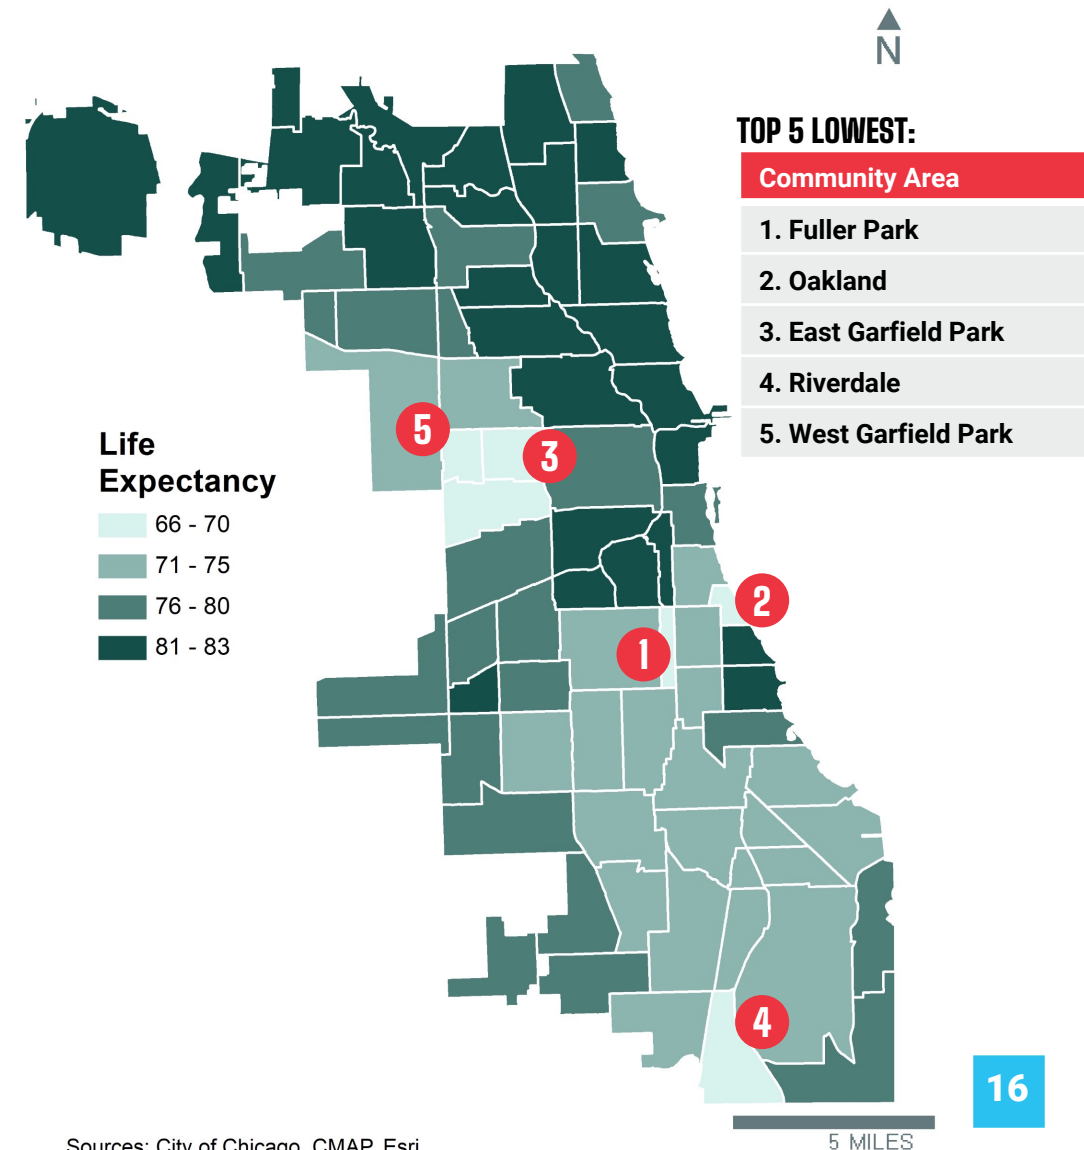 N
TOP 5 LOWEST:
Community Area
1. Fuller Park
2. Oakland
3. East Garfield Park
4. Riverdale
5. West Garfield Park
Life
Expectancy
66 - 70
71 - 75
76 - 80
81 - 83
5
3
2
1
4
16
5 MILES
Sources: City of Chicago, CMAP, Esri